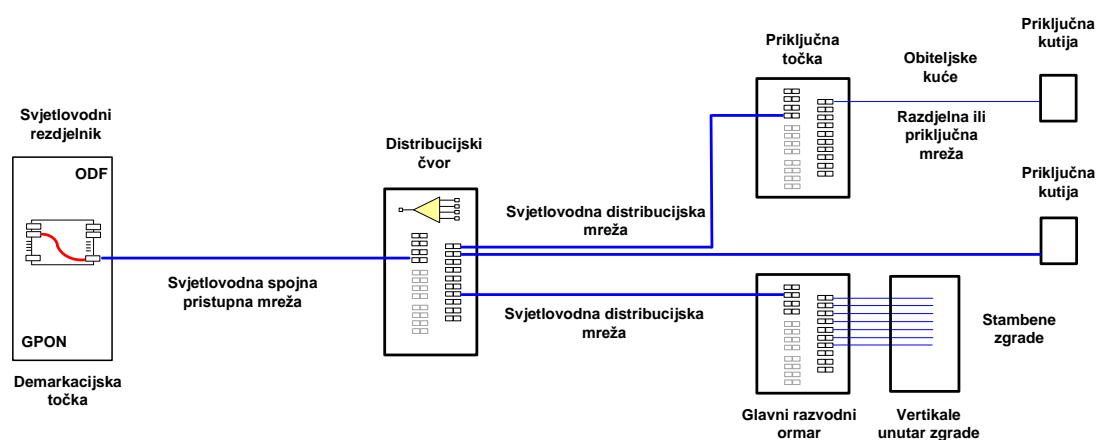 Svjetlovodni
rezdjelnik
ODF
GPON
Demarkacijska
točka
Svjetlovodna spojna
pristupna mreža
Distribucijski
čvor
Svjetlovodna distribucijska
mreža
Svjetlovodna distribucijska
mreža
Priključna
točka
Obiteljske
kuće
Razdjelna ili
priključna
mreža
Priključna
kutija
Priključna
kutija
Stambene
zgrade
Glavni razvodni
ormar
Vertikale
unutar zgrade